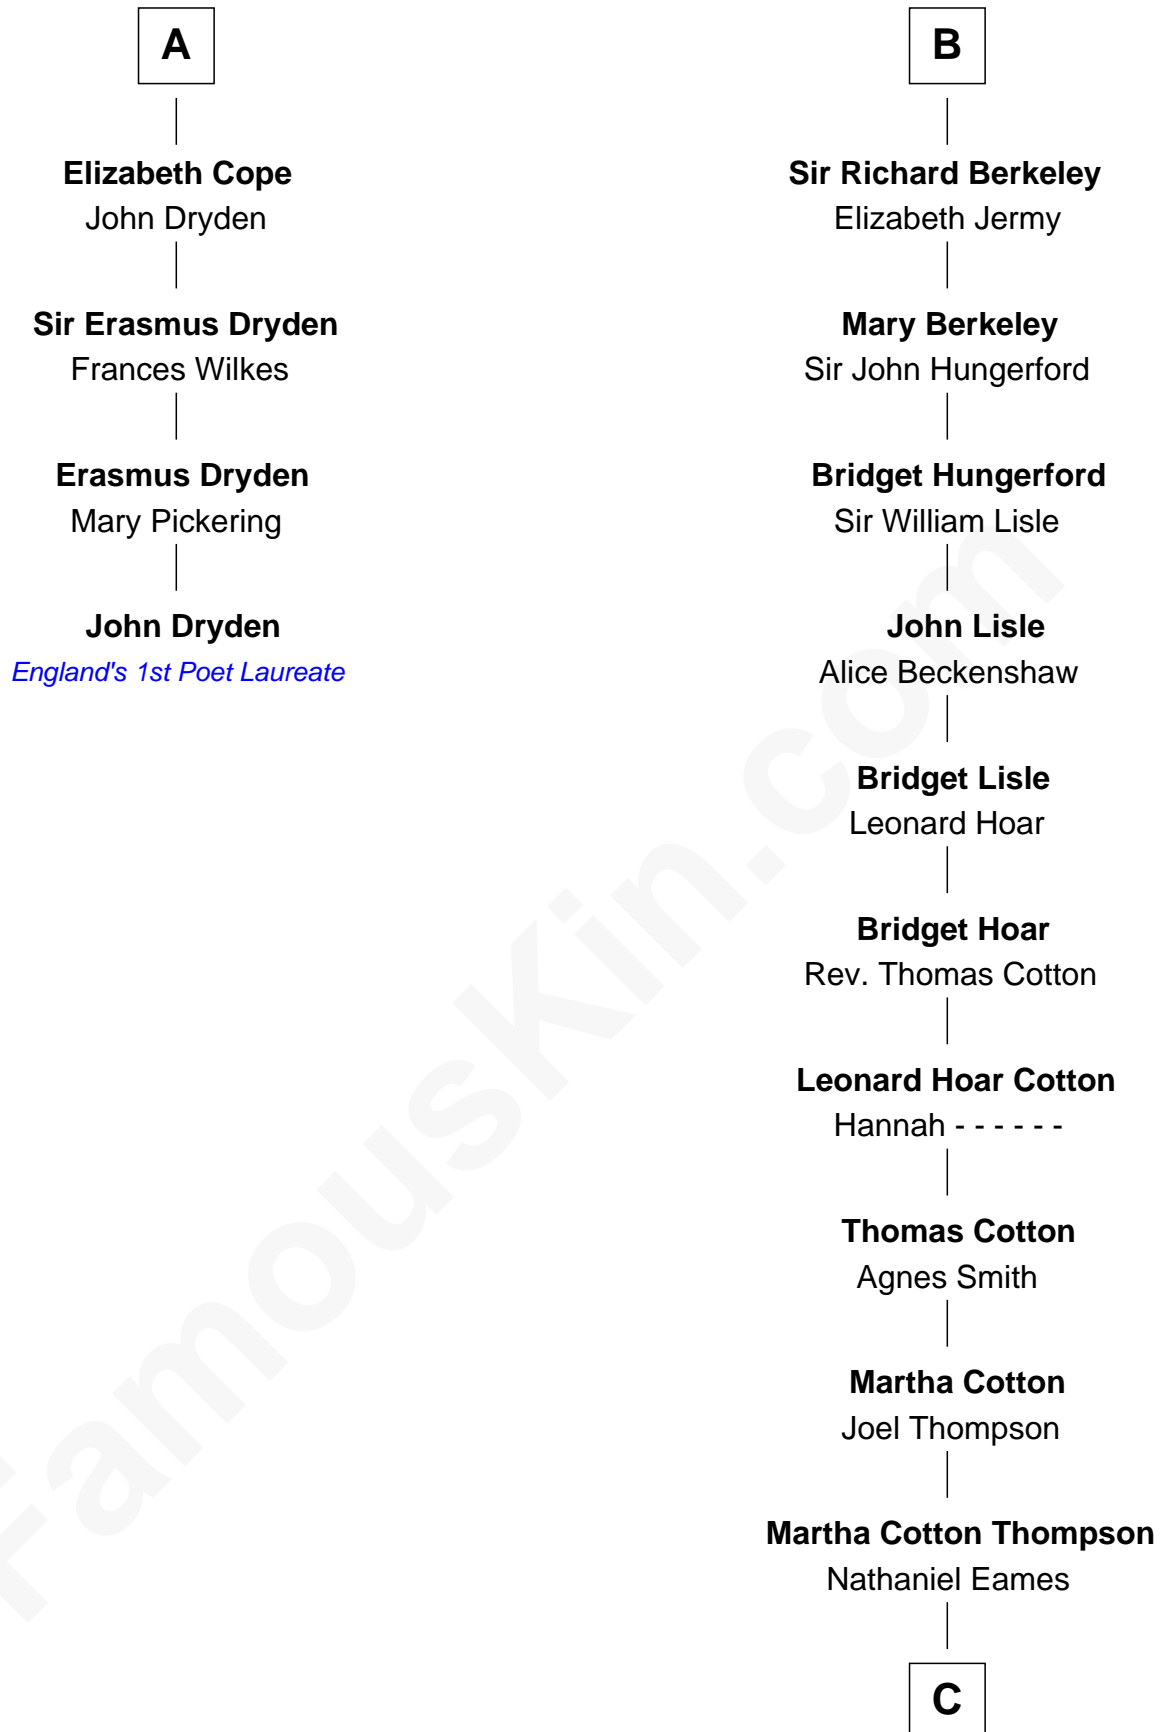 A
Elizabeth Cope
John Dryden
Sir Erasmus Dryden
Frances Wilkes
Erasmus Dryden
Mary Pickering
John Dryden
England's 1st Poet Laureate
B
Sir Richard Berkeley
Elizabeth Jermy
Mary Berkeley
Sir John Hungerford
Bridget Hungerford
Sir William Lisle
John Lisle
Alice Beckenshaw
Bridget Lisle
Leonard Hoar
Bridget Hoar
Rev. Thomas Cotton
Leonard Hoar Cotton
Hannah - - - - - -
Thomas Cotton
Agnes Smith
Martha Cotton
Joel Thompson
Martha Cotton Thompson
Nathaniel Eames
C
FamousKin.com